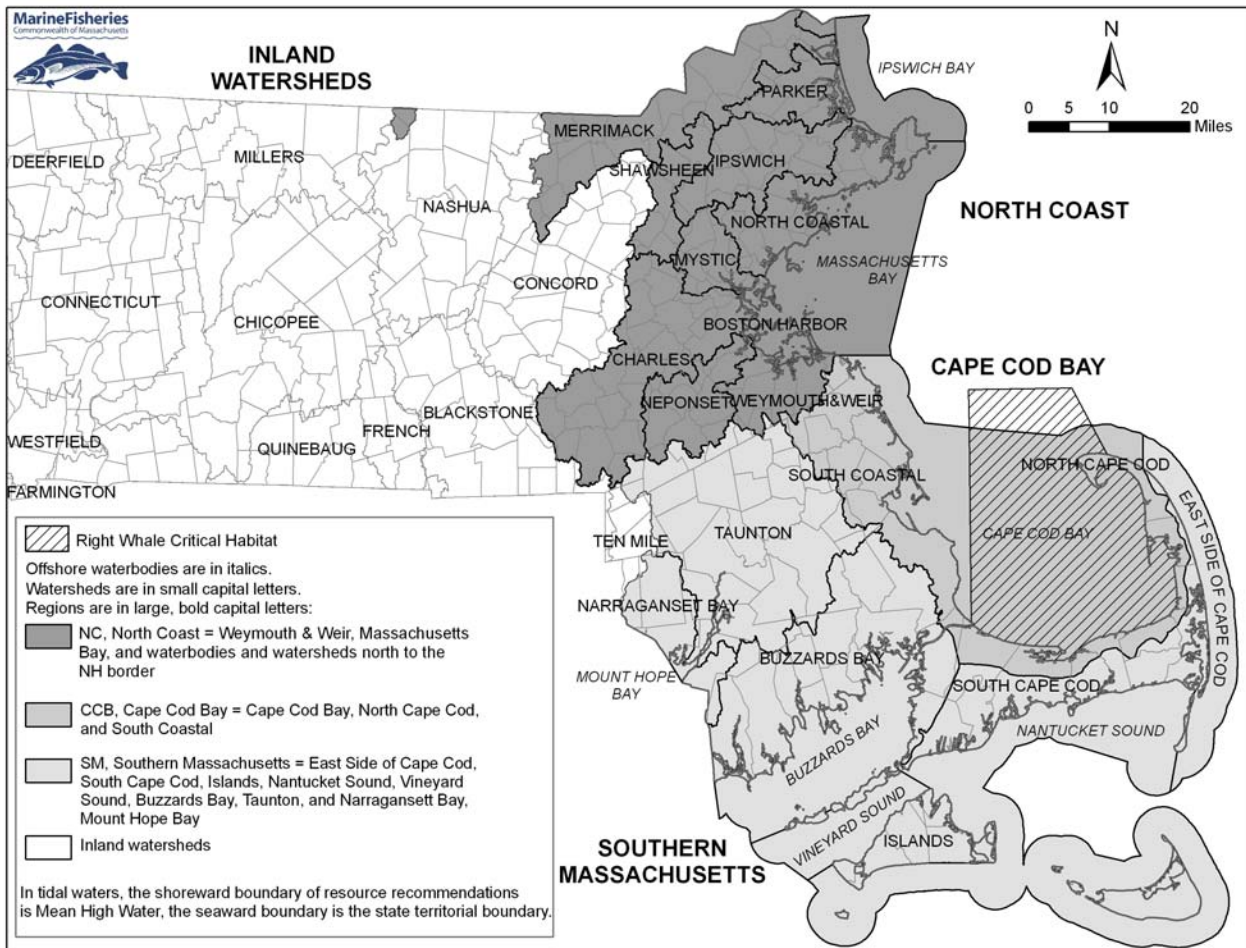 MarineFisheries
Commonwealth of Massachusetts
INLAND
WATERSHEDS
N
0 5 10 20
Miles
IPSWICH BAY
PARKER
MERRIMACK
DEERFIELD
MILLERS
SHAWSHEEN
IPSWICH
NASHUA
NORTH COASTAL
NORTH COAST
MYSTIC
MASSACHUSETTS
BAY
CONCORD
CONNECTICUT
CHICOPEE
BOSTON HARBOR
CHARLES
CAPE COD BAY
NEPONSET
WEYMOUTH&WEIR
BLACKSTONE
FRENCH
WESTFIELD
QUINEBAUG
NORTH CAPE COD
SOUTH COASTAL
FARMINGTON
EAST SIDE OF CAPE COD
CAPE COD BAY
TEN MILE
TAUNTON
NARRAGANSET BAY
BUZZARDS BAY
MOUNT HOPE
BAY
SOUTH CAPE COD
NANTUCKET SOUND
BUZZARDS BAY
VINEYARD SOUND
ISLANDS
SOUTHERN
MASSACHUSETTS
Right Whale Critical Habitat
Offshore waterbodies are in italics.
Watersheds are in small capital letters.
Regions are in large, bold capital letters:
NC, North Coast = Weymouth & Weir, Massachusetts
Bay, and waterbodies and watersheds north to the
NH border
CCB, Cape Cod Bay = Cape Cod Bay, North Cape Cod,
and South Coastal
SM, Southern Massachusetts = East Side of Cape Cod,
South Cape Cod, Islands, Nantucket Sound, Vineyard
Sound, Buzzards Bay, Taunton, and Narragansett Bay,
Mount Hope Bay
Inland watersheds
In tidal waters, the shoreward boundary of resource recommendations
is Mean High Water, the seaward boundary is the state territorial boundary.